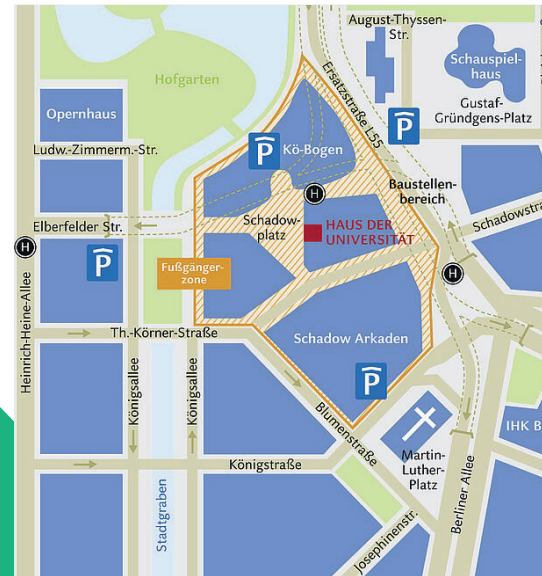 August-Thyssen-
Str.
Hofgarten
Ersatzstraße L55
Schauspiel-
haus
Gustaf-
Gründgens-Platz
Opernhaus
P
P
Ludw.-Zimmerm.-Str.
Kö-Bogen
Baustellen-
bereich
H
Schadowstra
Elberfelder Str.
Schadow-
platz
HAUS DER
UNIVERSITÄT
H
P
H
Fußgänger-
zone
Heinrich-Heine-Allee
Th.-Körner-Straße
Schadow Arkaden
P
Königsallee
Königsallee
Blumenstraße
IHK B
Martin-
Luther-
Platz
Königstraße
Stadtgraben
Berliner Allee
Josephinenstr.